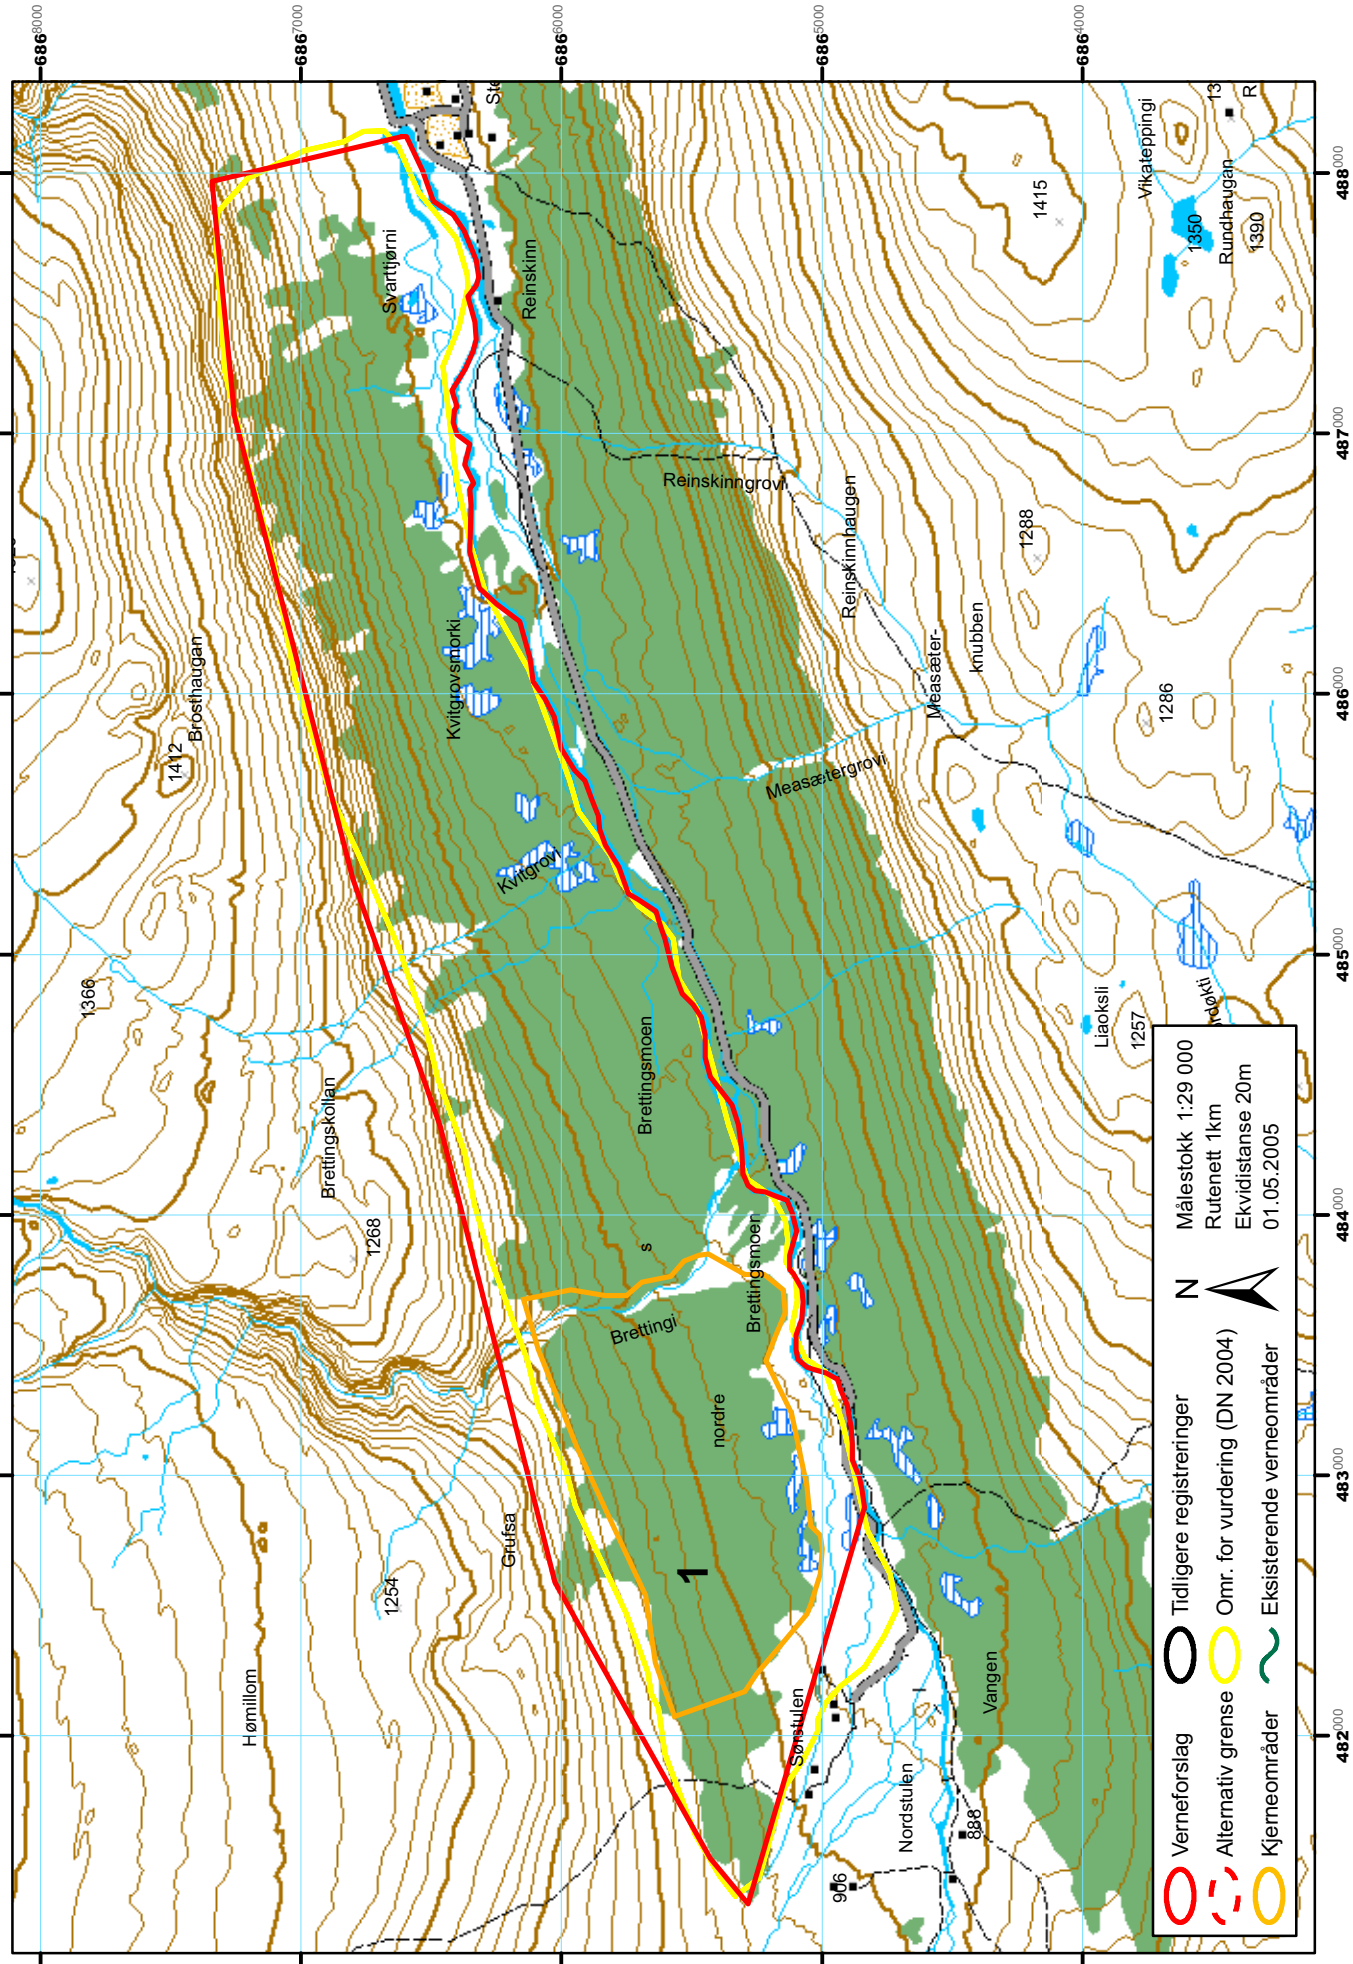 6868000
6867000
6866000
6865000
6864000
482000
483000
484000
485000
486000
487000
488000
Hømillom
1254
Grufsa
1268
Brettingskollan
1366
1412
Brosthaugan
Svarttjørni
Reinskinn
Kvitgrovsmorki
Kvitgrovi
Reinskinngrovi
Reinskinnhaugen
Measæter-
knubben
Measætergrovi
Brettingsmoen
s
Brettingi
Brettingsmoen
nordre
1
Sørstulen
Nordstulen
906
888
Vangen
Vikateppingi
Rundhaugan
1415
1350
1390
13
R
1288
1286
Liaoksli
1257
Verneforslag
Alternativ grense
Kjerneområder
Tidligere registreringer
Omr. for vurdering (DN 2004)
Eksisterende verneområder
N
Målestokk 1:29 000
Rutenett 1km
Ekvidistanse 20m
01.05.2005